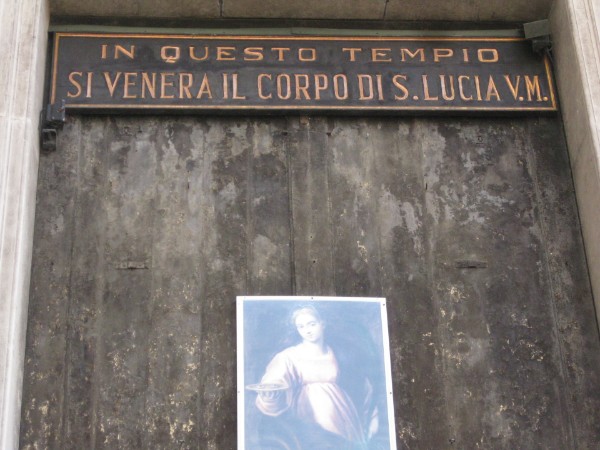 IN QUESTO TEMPIO
SI VENERA IL CORPO DI S. LUCIA V. M.